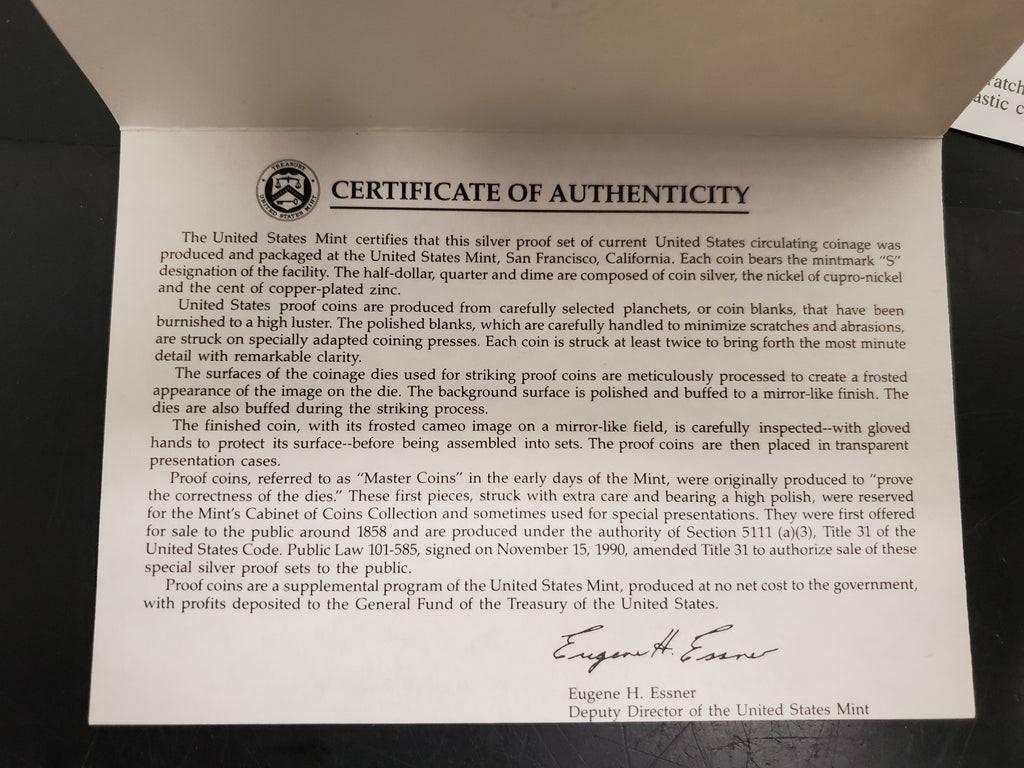 TREASURY
UNITED STATES MINT
CERTIFICATE OF AUTHENTICITY
The United States Mint certifies that this silver proof set of current United States circulating coinage was
produced and packaged at the United States Mint, San Francisco, California. Each coin bears the mintmark “S”
designation of the facility. The half-dollar, quarter and dime are composed of coin silver, the nickel of cupro-nickel
and the cent of copper-plated zinc.
United States proof coins are produced from carefully selected planchets, or coin blanks, that have been
burnished to a high luster. The polished blanks, which are carefully handled to minimize scratches and abrasions,
are struck on specially adapted coining presses. Each coin is struck at least twice to bring forth the most minute
detail with remarkable clarity.
The surfaces of the coinage dies used for striking proof coins are meticulously processed to create a frosted
appearance of the image on the die. The background surface is polished and buffed to a mirror-like finish. The
dies are also buffed during the striking process.
The finished coin, with its frosted cameo image on a mirror-like field, is carefully inspected--with gloved
hands to protect its surface--before being assembled into sets. The proof coins are then placed in transparent
presentation cases.
Proof coins, referred to as “Master Coins” in the early days of the Mint, were originally produced to “prove
the correctness of the dies.” These first pieces, struck with extra care and bearing a high polish, were reserved
for the Mint’s Cabinet of Coins Collection and sometimes used for special presentations. They were first offered
for sale to the public around 1858 and are produced under the authority of Section 5111 (a)(3), Title 31 of the
United States Code. Public Law 101-585, signed on November 15, 1990, amended Title 31 to authorize sale of these
special silver proof sets to the public.
Proof coins are a supplemental program of the United States Mint, produced at no net cost to the government,
with profits deposited to the General Fund of the Treasury of the United States.
Eugene H. Essner
Eugene H. Essner
Deputy Director of the United States Mint